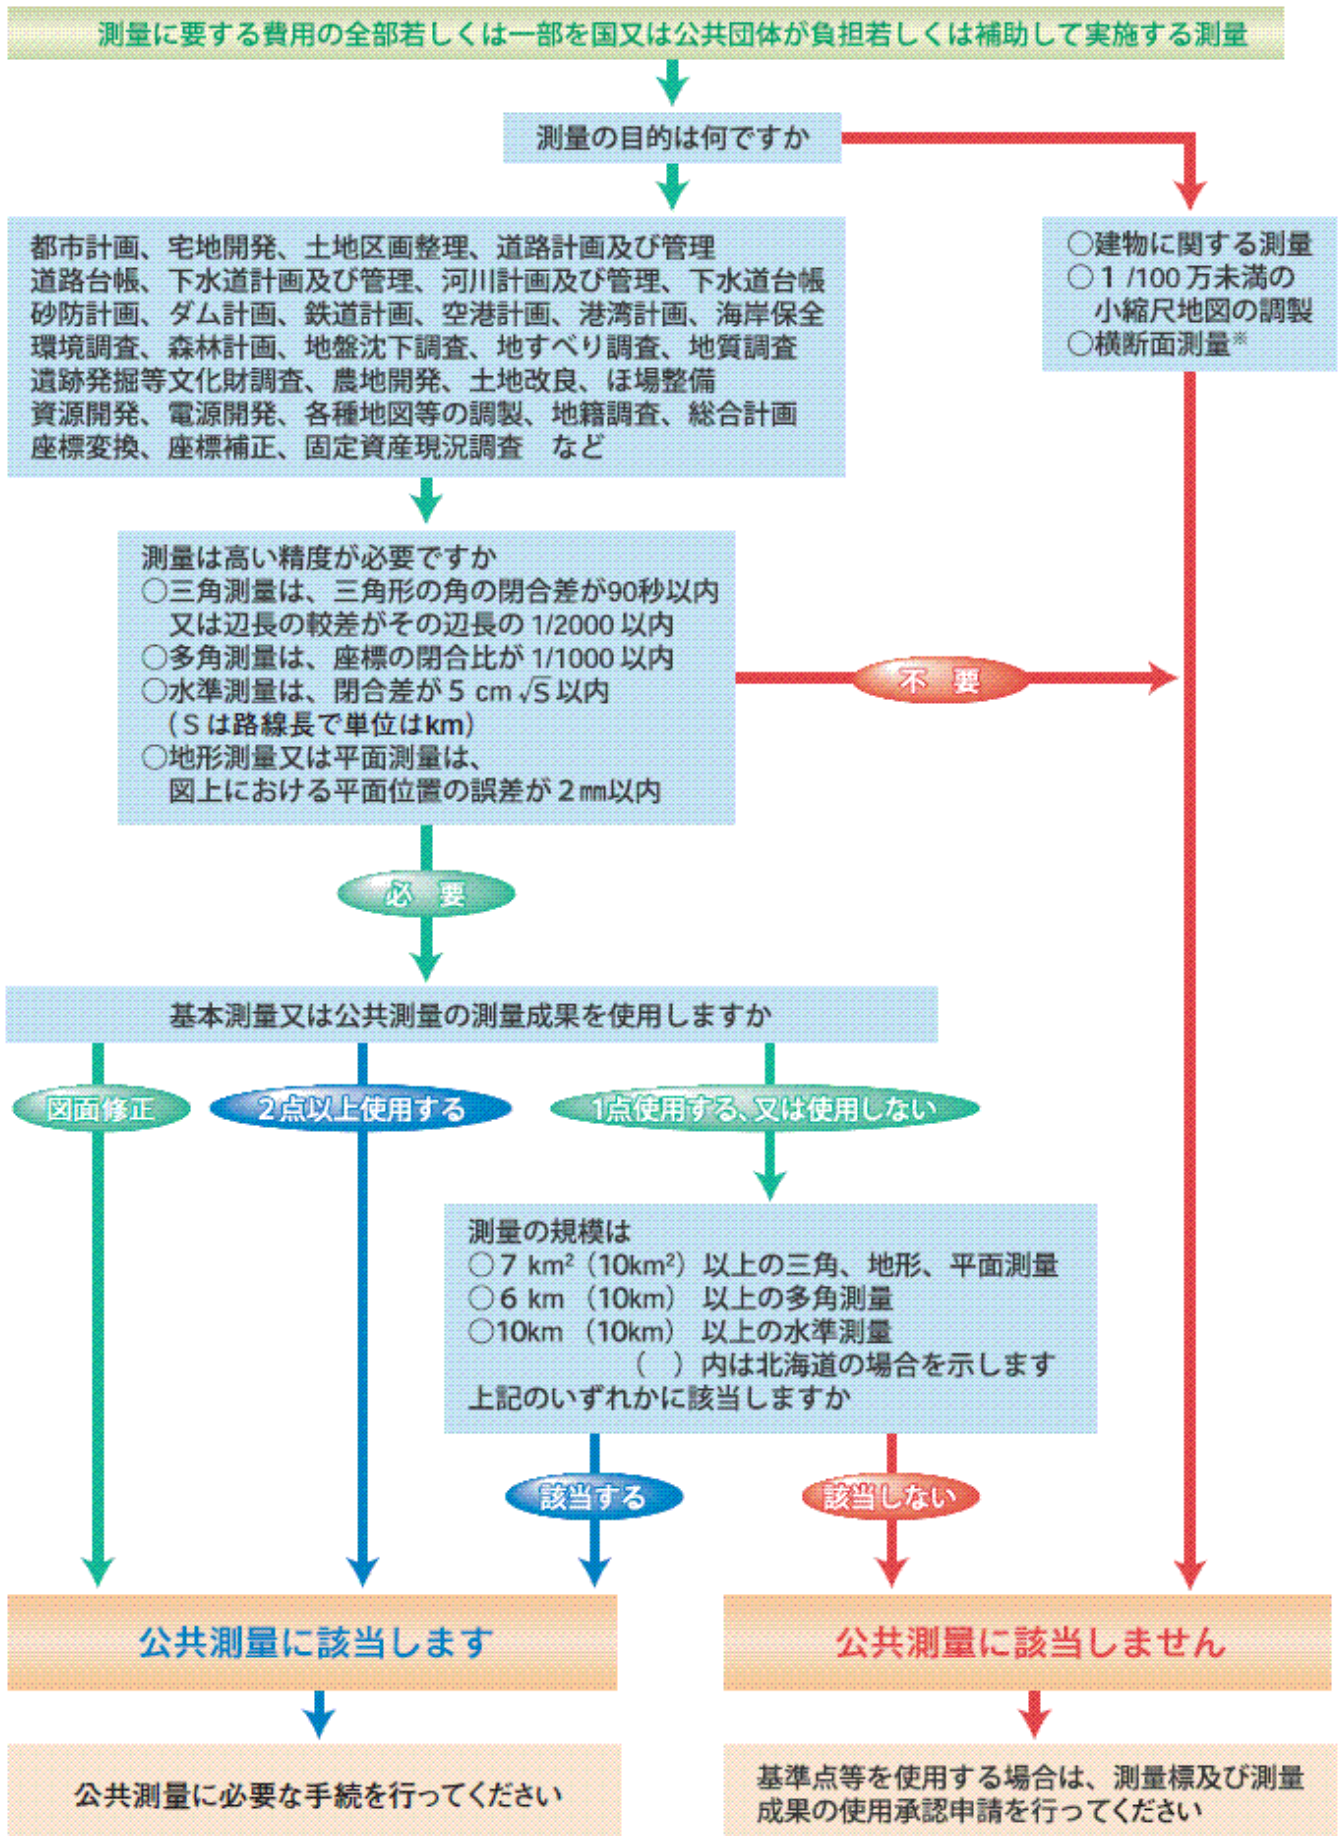 測量に要する費用の全部若しくは一部を国又は公共団体が負担若しくは補助して実施する測量
測量の目的は何ですか
都市計画、宅地開発、土地区画整理、道路計画及び管理
道路台帳、下水道計画及び管理、河川計画及び管理、下水道台帳
砂防計画、ダム計画、鉄道計画、空港計画、港湾計画、海岸保全
環境調査、森林計画、地盤沈下調査、地すべり調査、地質調査
遺跡発掘等文化財調査、農地開発、土地改良、ほ場整備
資源開発、電源開発、各種地図等の調製、地籍調査、総合計画
座標変換、座標補正、固定資産現況調査　など
○建物に関する測量
○１/100万未満の
小縮尺地図の調製
○横断面測量※
測量は高い精度が必要ですか
○三角測量は、三角形の角の閉合差が90秒以内
又は辺長の較差がその辺長の 1/2000 以内
○多角測量は、座標の閉合比が 1/1000 以内
○水準測量は、閉合差が５ cm √S 以内
（Ｓは路線長で単位はkm）
○地形測量又は平面測量は、
図上における平面位置の誤差が２㎜以内
不　要
必　要
基本測量又は公共測量の測量成果を使用しますか
図面修正
２点以上使用する
1点使用する、又は使用しない
測量の規模は
○７ km²（10km²）以上の三角、地形、平面測量
○６ km （10km） 以上の多角測量
○10km （10km） 以上の水準測量
（　）内は北海道の場合を示します
上記のいずれかに該当しますか
該当する
該当しない
公共測量に該当します
公共測量に該当しません
公共測量に必要な手続を行ってください
基準点等を使用する場合は、測量標及び測量
成果の使用承認申請を行ってください